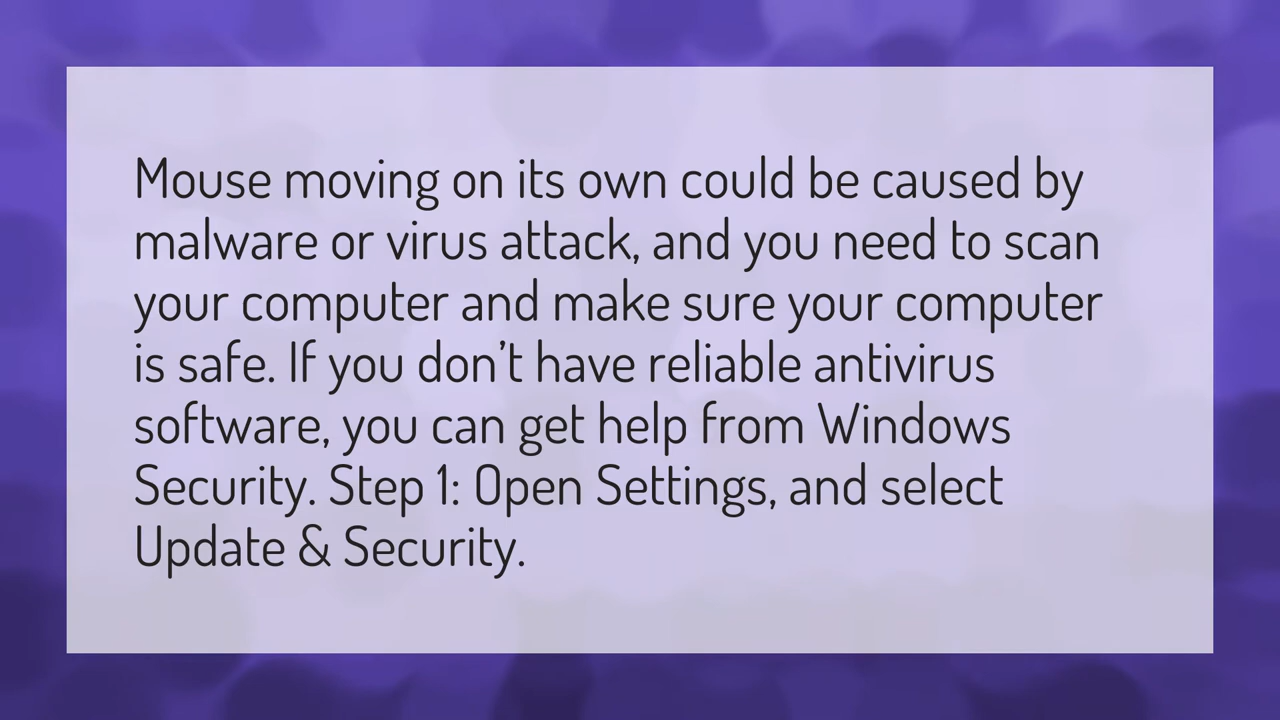 Mouse moving on its own could be caused by
malware or virus attack, and you need to scan
your computer and make sure your computer
is safe. If you don’t have reliable antivirus
software, you can get help from Windows
Security. Step 1: Open Settings, and select
Update & Security.